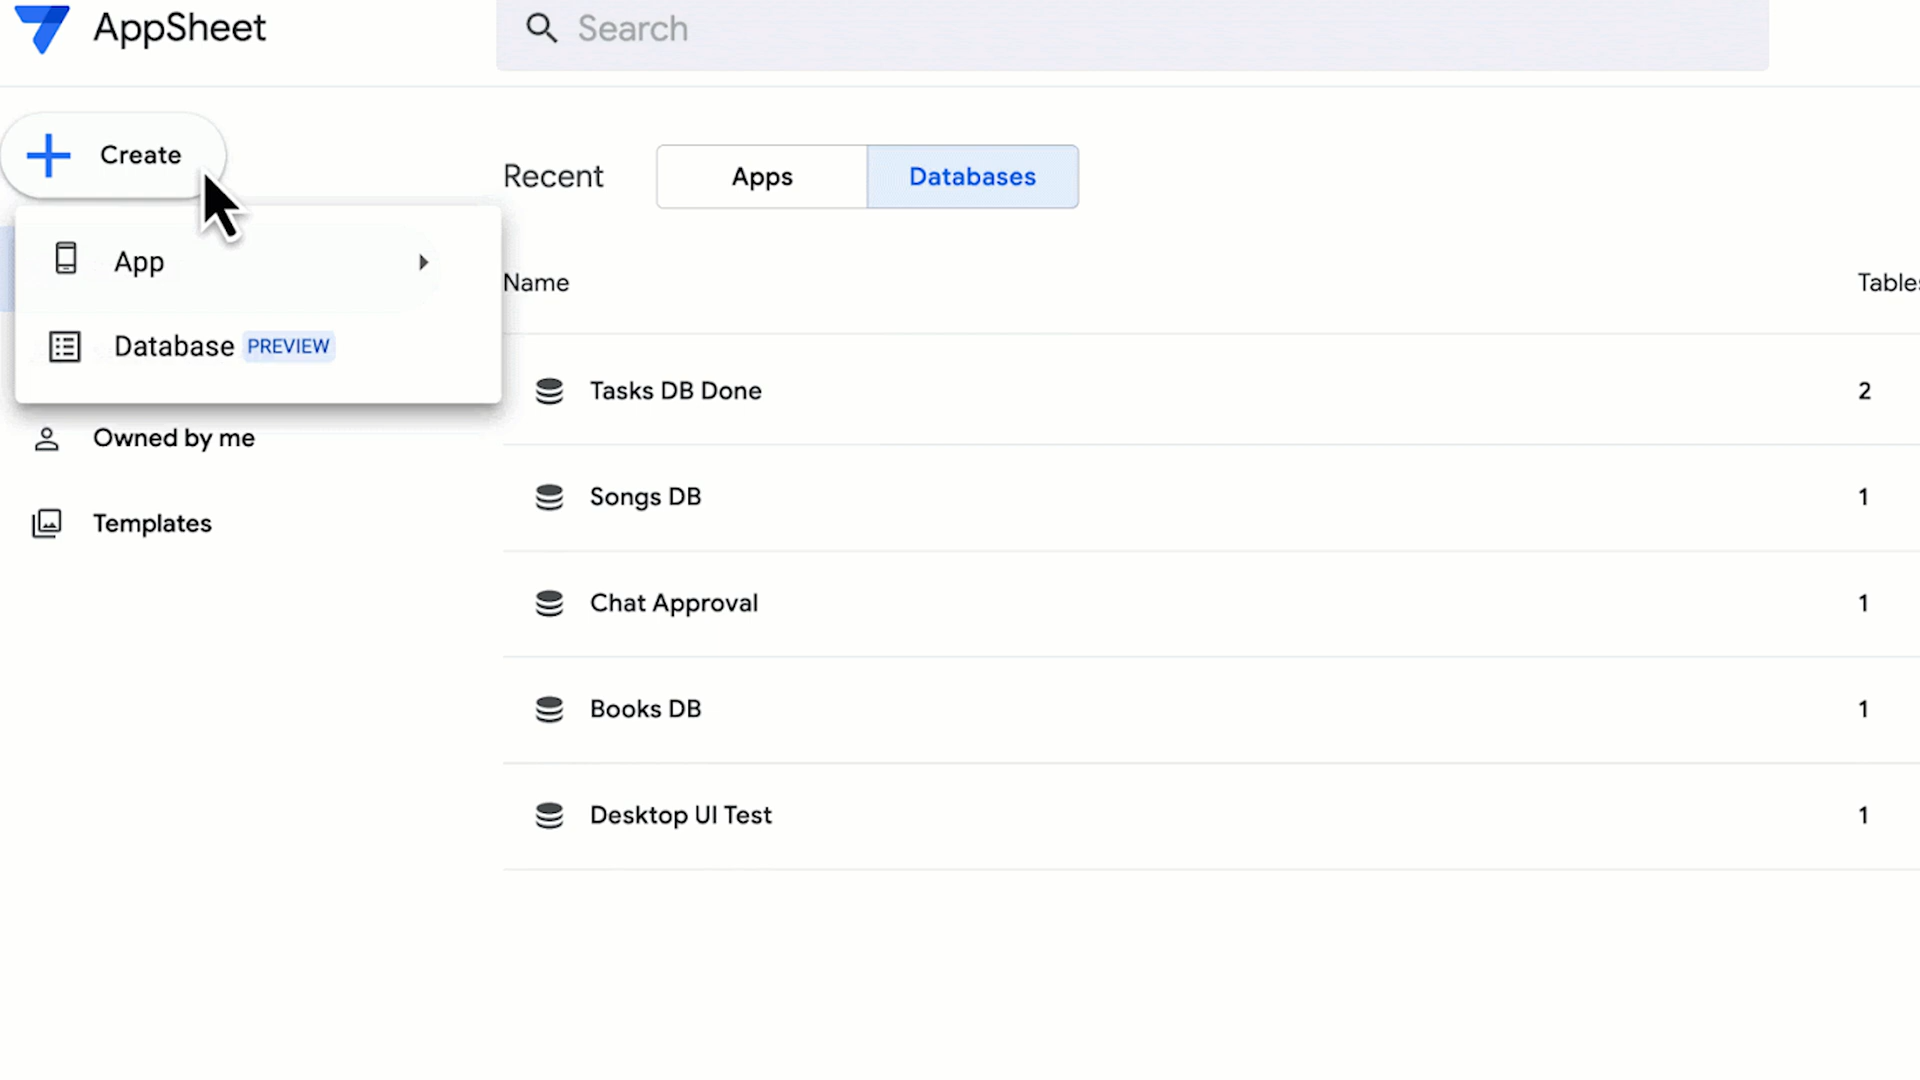 AppSheet
Search
Create
App
Database PREVIEW
Owned by me
Templates
Recent
Apps
Databases
Name
Tables
Tasks DB Done
2
Songs DB
1
Chat Approval
1
Books DB
1
Desktop UI Test
1